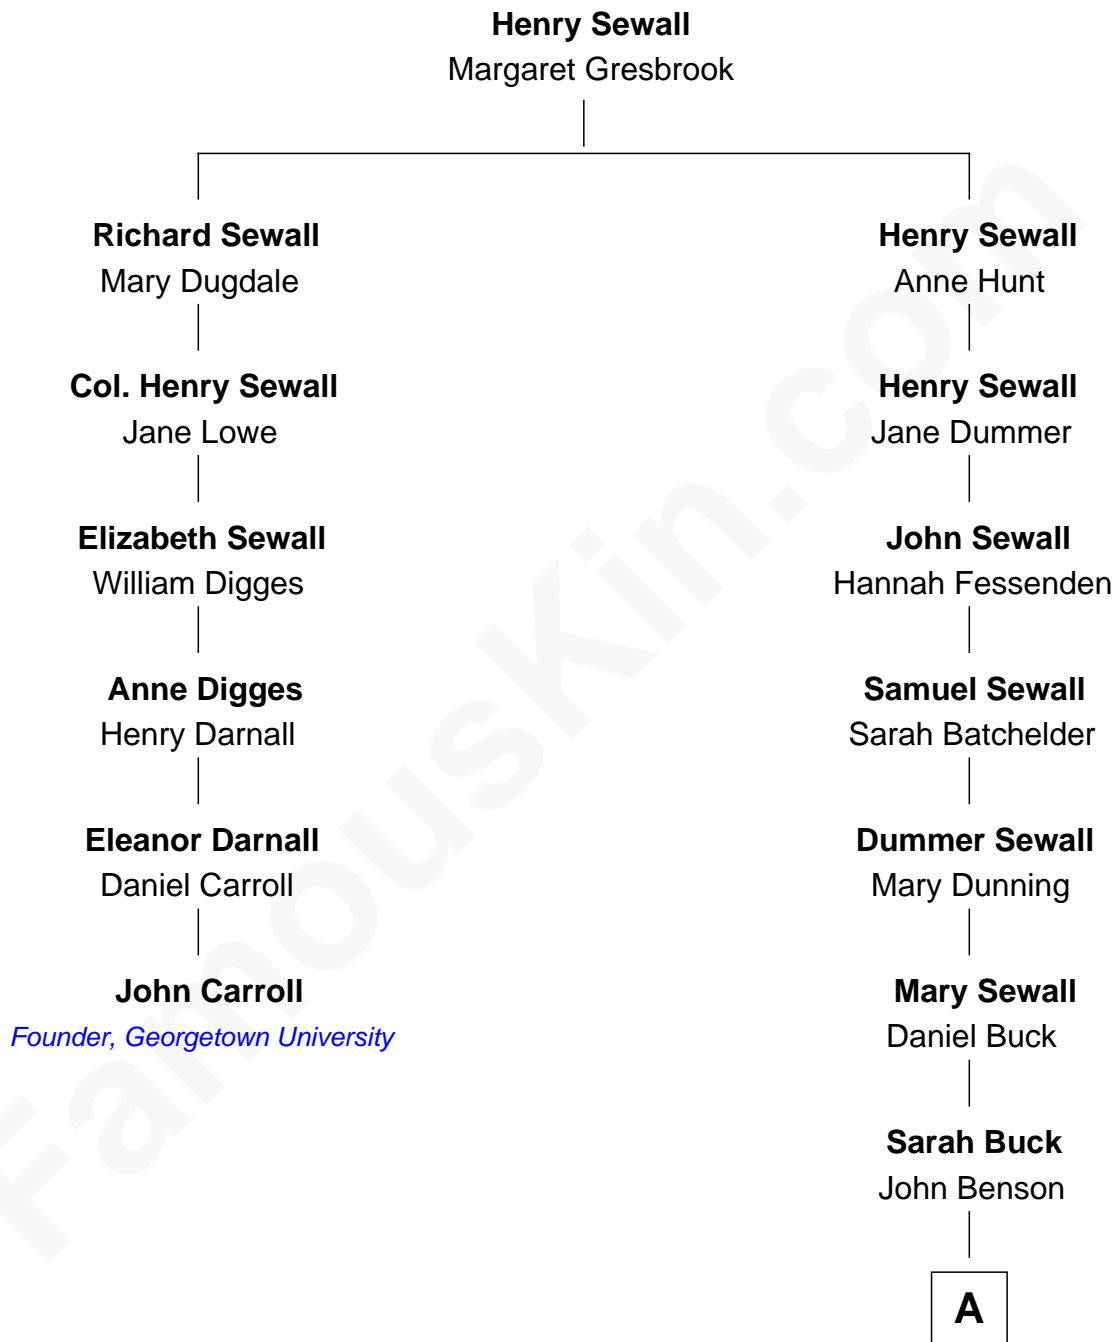 Henry Sewall
Margaret Gresbrook
Richard Sewall
Mary Dugdale
Col. Henry Sewall
Jane Lowe
Elizabeth Sewall
William Digges
Anne Digges
Henry Darnall
Eleanor Darnall
Daniel Carroll
John Carroll
Founder, Georgetown University
Henry Sewall
Anne Hunt
Henry Sewall
Jane Dummer
John Sewall
Hannah Fessenden
Samuel Sewall
Sarah Batchelder
Dummer Sewall
Mary Dunning
Mary Sewall
Daniel Buck
Sarah Buck
John Benson
A
FamousKin.com